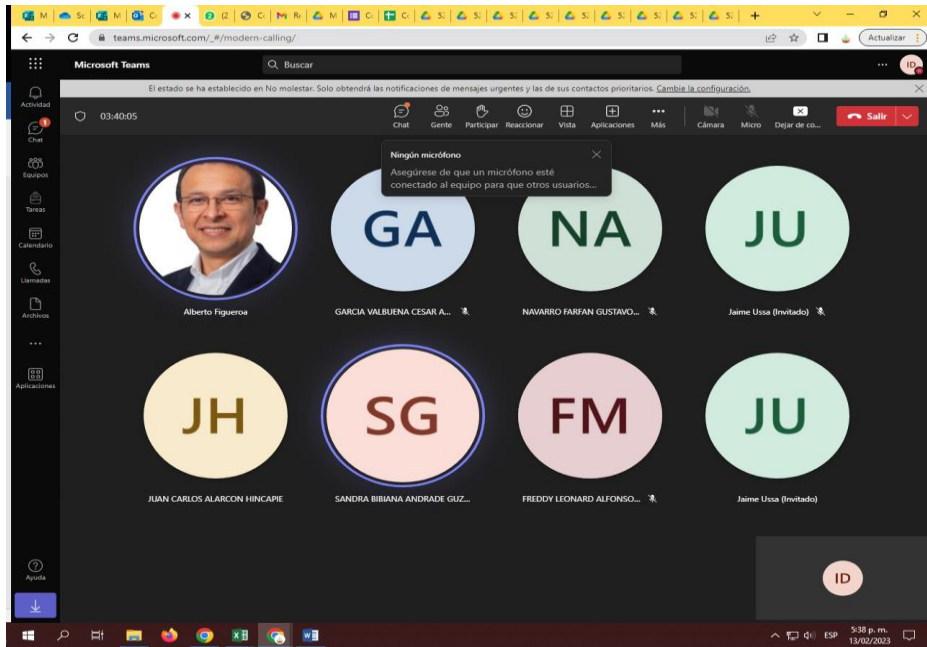 teams.microsoft.com/_#/modern-calling/
Actualizar
Microsoft Teams
Buscar
ID
El estado se ha establecido en No molestar. Solo obtendrá las notificaciones de mensajes urgentes y las de sus contactos prioritarios. Cambie la configuración.
Actividad
Chat
1
Equipos
Tareas
Calendario
Llamadas
Archivos
Aplicaciones
Ayuda
03:40:05
Chat
Gente
Participar
Reaccionar
Vista
Aplicaciones
Más
Cámara
Micro
Dejar de co...
Salir
Ningún micrófono
Asegúrese de que un micrófono esté
conectado al equipo para que otros usuarios...
GA
NA
JU
Alberto Figueroa
GARCIA VALBUENA CESAR A...
NAVARRO FARFAN GUSTAVO...
Jaime Ussa (Invitado)
JH
SG
FM
JU
JUAN CARLOS ALARCON HINCAPIE
SANDRA BIBIANA ANDRADE GUZ...
FREDDY LEONARD ALFONSO...
Jaime Ussa (Invitado)
ID
ESP
5:38 p. m.
13/02/2023